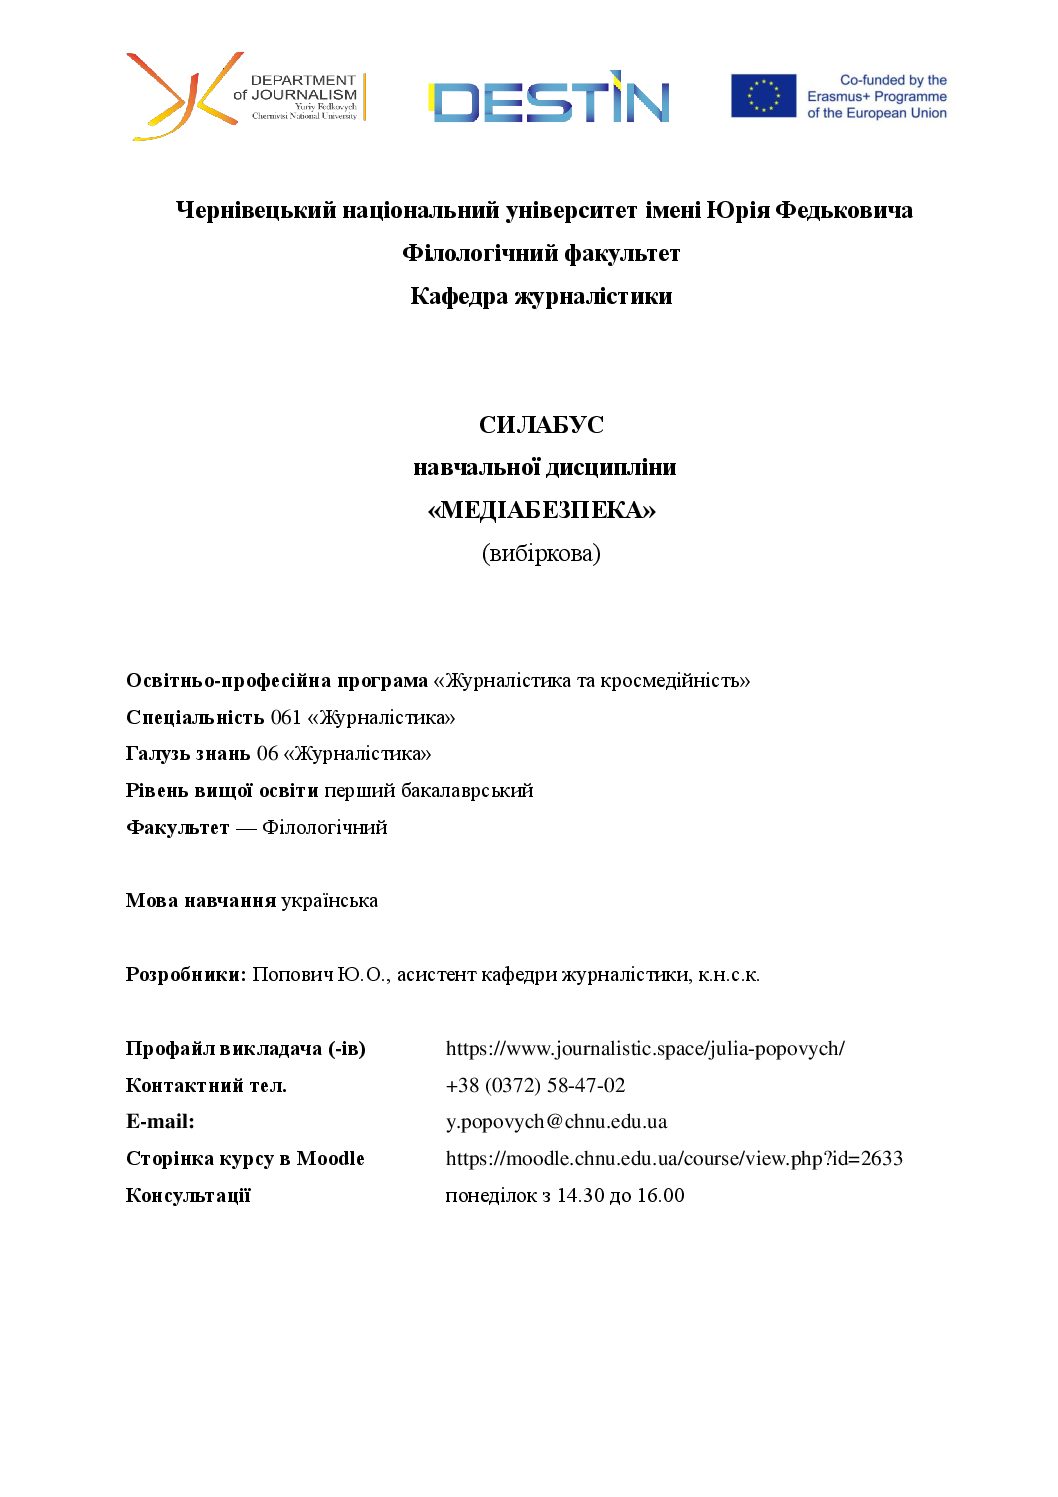 DEPARTMENT
of JOURNALISM
Yuriy Fedkovych
Chernivtsi National University
DESTIN
Co-funded by the
Erasmus+ Programme
of the European Union
Чернівецький національний університет імені Юрія Федьковича
Філологічний факультет
Кафедра журналістики
СИЛАБУС
навчальної дисципліни
«МЕДІАБЕЗПЕКА»
(вибіркова)
Освітньо-професійна програма «Журналістика та кросмедійність»
Спеціальність 061 «Журналістика»
Галузь знань 06 «Журналістика»
Рівень вищої освіти перший бакалаврський
Факультет — Філологічний
Мова навчання українська
Розробники: Попович Ю.О., асистент кафедри журналістики, к.н.с.к.
Профайл викладача (-ів) https://www.journalistic.space/julia-popovych/
Контактний тел. +38 (0372) 58-47-02
E-mail: y.popovych@chnu.edu.ua
Сторінка курсу в Moodle https://moodle.chnu.edu.ua/course/view.php?id=2633
Консультації понеділок з 14.30 до 16.00